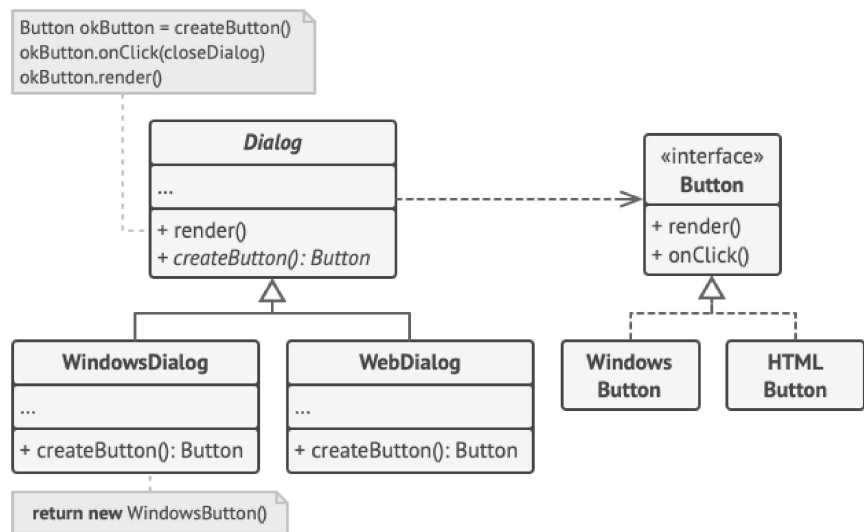 Button okButton = createButton()
okButton.onClick(closeDialog)
okButton.render()
Dialog
...
+ render()
+ createButton(): Button
«interface»
Button
+ render()
+ onClick()
WindowsDialog
...
+ createButton(): Button
WebDialog
...
+ createButton(): Button
Windows
Button
HTML
Button
return new WindowsButton()